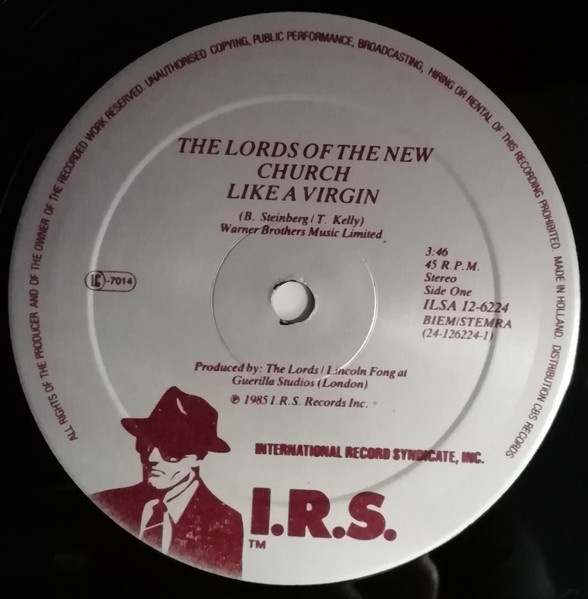 ALL RIGHTS OF THE PRODUCER AND OF THE OWNER OF THE RECORDED WORK RESERVED. UNAUTHORISED COPYING, PUBLIC PERFORMANCE, BROADCASTING, HIRING OR RENTAL OF THIS RECORDING PROHIBITED. MADE IN HOLLAND. DISTRIBUTION CBS RECORDS
THE LORDS OF THE NEW
CHURCH
LIKE A VIRGIN
(B. Steinberg / T. Kelly)
Warner Brothers Music Limited
LC-7014
3:46
45 R.P.M.
Stereo
Side One
ILSA 12-6224
BIEM/STEMRA
(24-126224-1)
Produced by: The Lords / Lincoln Fong at
Guerilla Studios (London)
℗ 1985 I.R.S. Records Inc.
INTERNATIONAL RECORD SYNDICATE, INC.
I.R.S.
TM